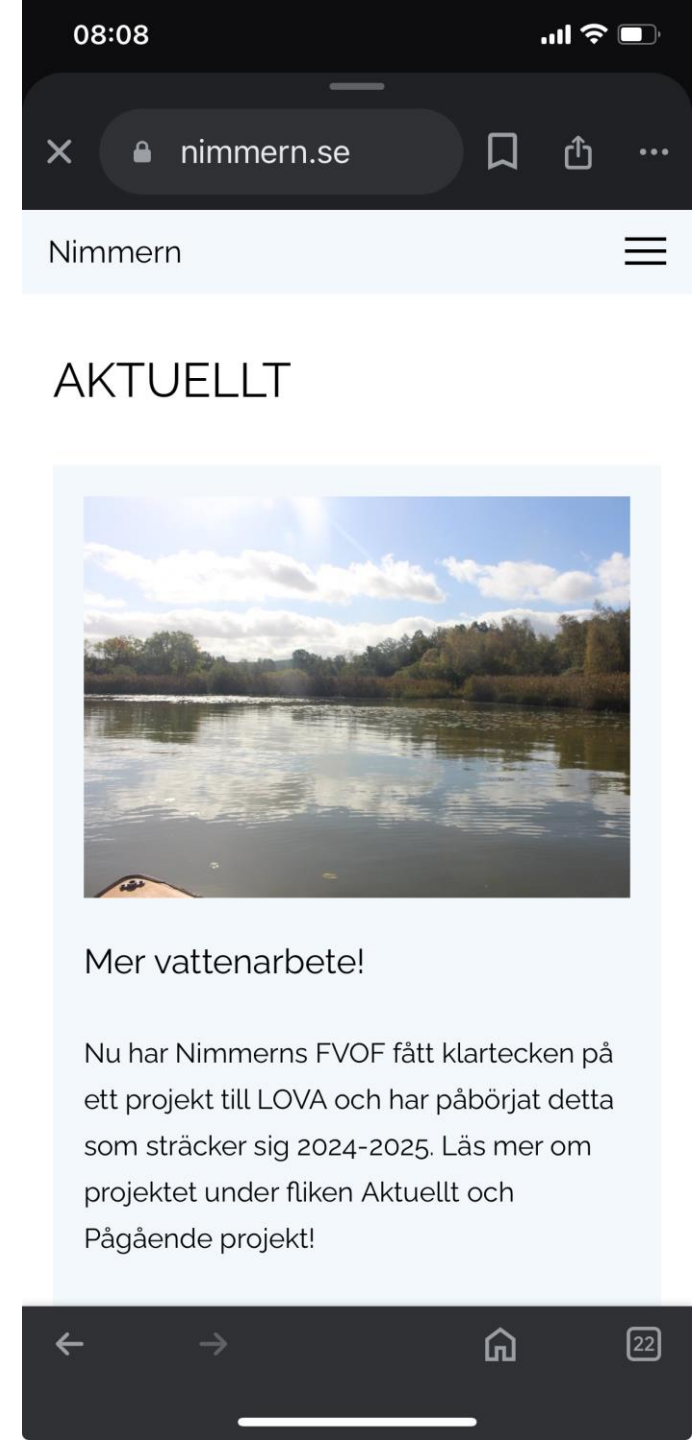 08:08
nimmern.se
Nimmern
AKTUELLT
Mer vattenarbete!
Nu har Nimmerns FVOF fått klartecken på
ett projekt till LOVA och har påbörjat detta
som sträcker sig 2024-2025. Läs mer om
projektet under fliken Aktuellt och
Pågående projekt!
22